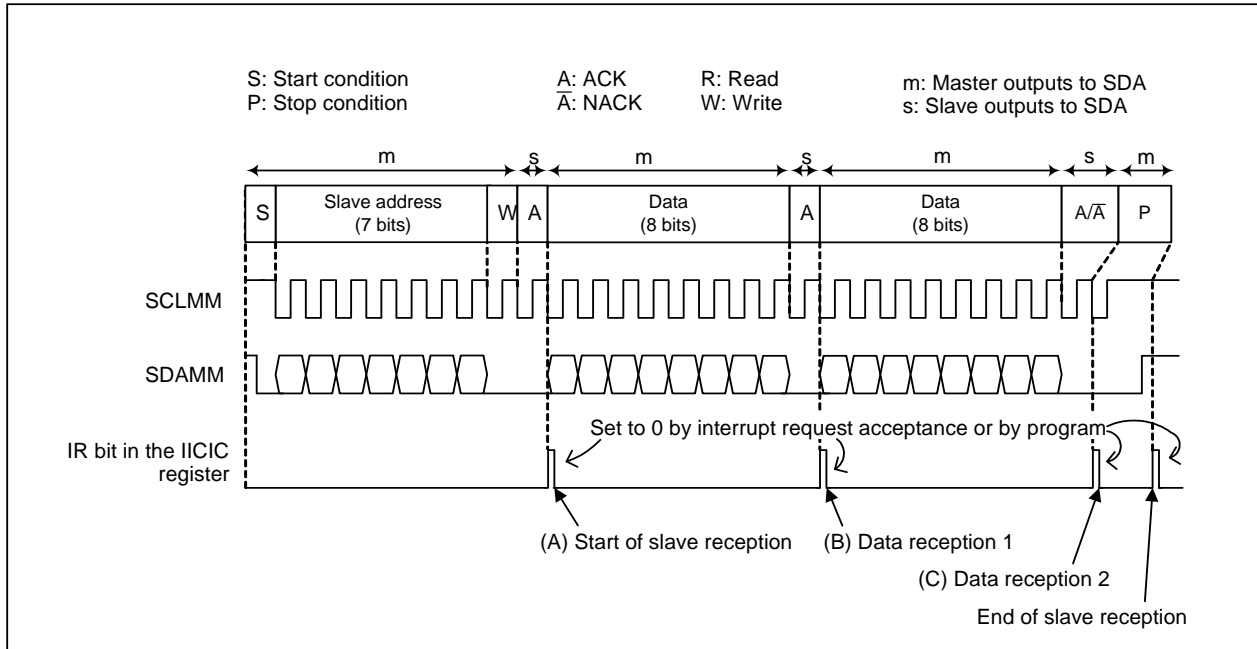 S: Start condition
P: Stop condition
A: ACK
A̅: NACK
R: Read
W: Write
m: Master outputs to SDA
s: Slave outputs to SDA
m s m s m s m
S Slave address (7 bits) W A Data (8 bits) A Data (8 bits) A/A̅ P
SCLMM
SDAMM
Set to 0 by interrupt request acceptance or by program
IR bit in the IICIC
register
(A) Start of slave reception
(B) Data reception 1
(C) Data reception 2
End of slave reception